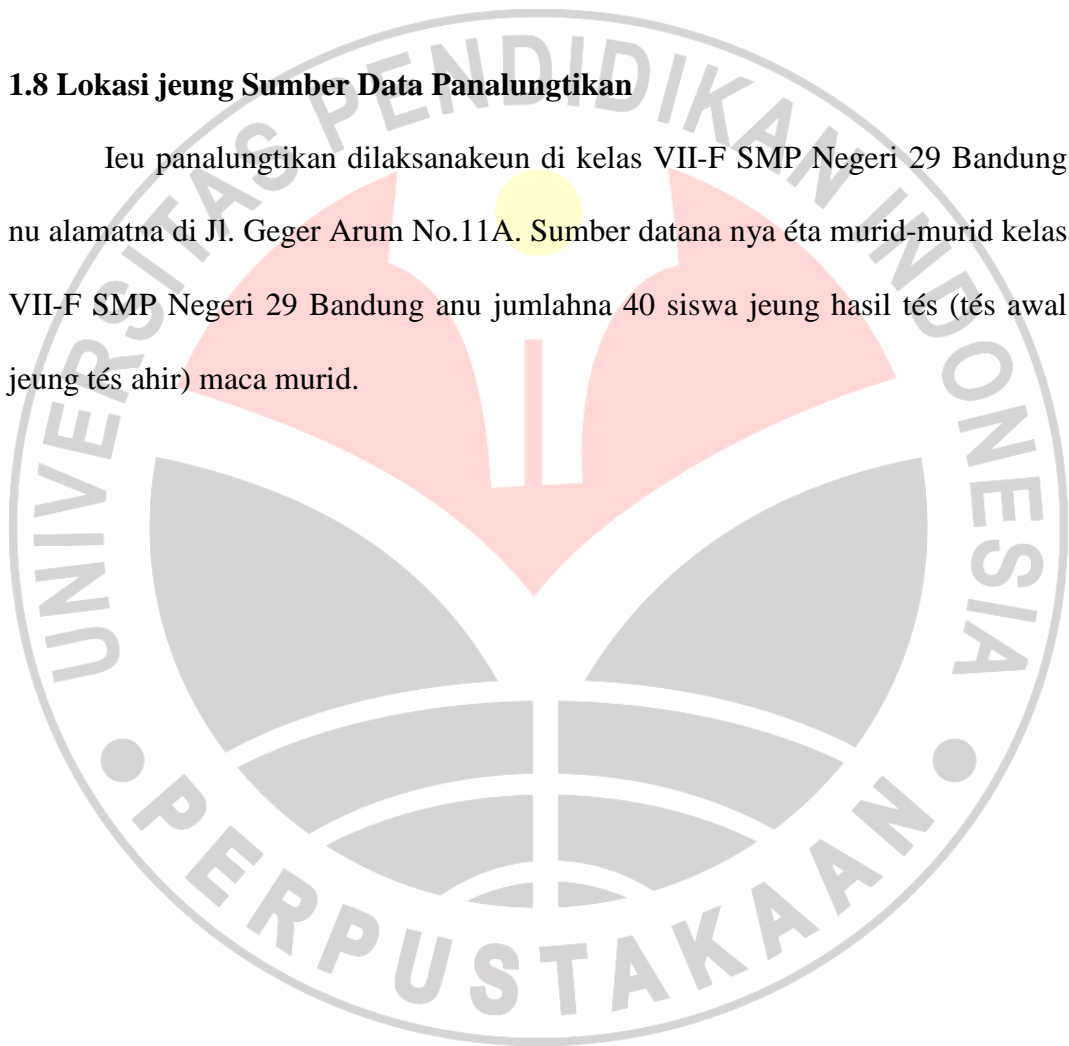 1.8 Lokasi jeung Sumber Data Panalungtikan
Ieu panalungtikan dilaksanakeun di kelas VII-F SMP Negeri 29 Bandung
nu alamatna di Jl. Geger Arum No.11A. Sumber datana nya éta murid-murid kelas
VII-F SMP Negeri 29 Bandung anu jumlahna 40 siswa jeung hasil tés (tés awal
jeung tés ahir) maca murid.
UNIVERSITAS PENDIDIKAN INDONESIA
PERPUSTAKAAN